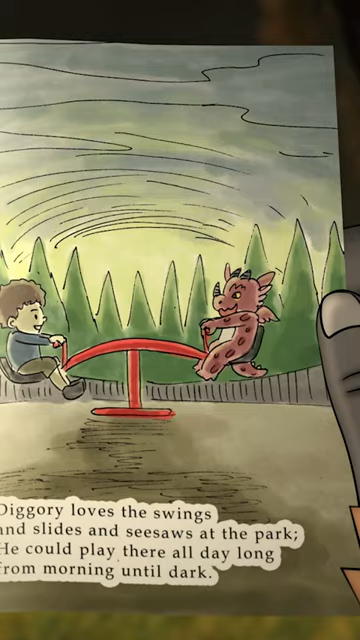 Diggory loves the swings
and slides and seesaws at the park;
He could play there all day long
from morning until dark.